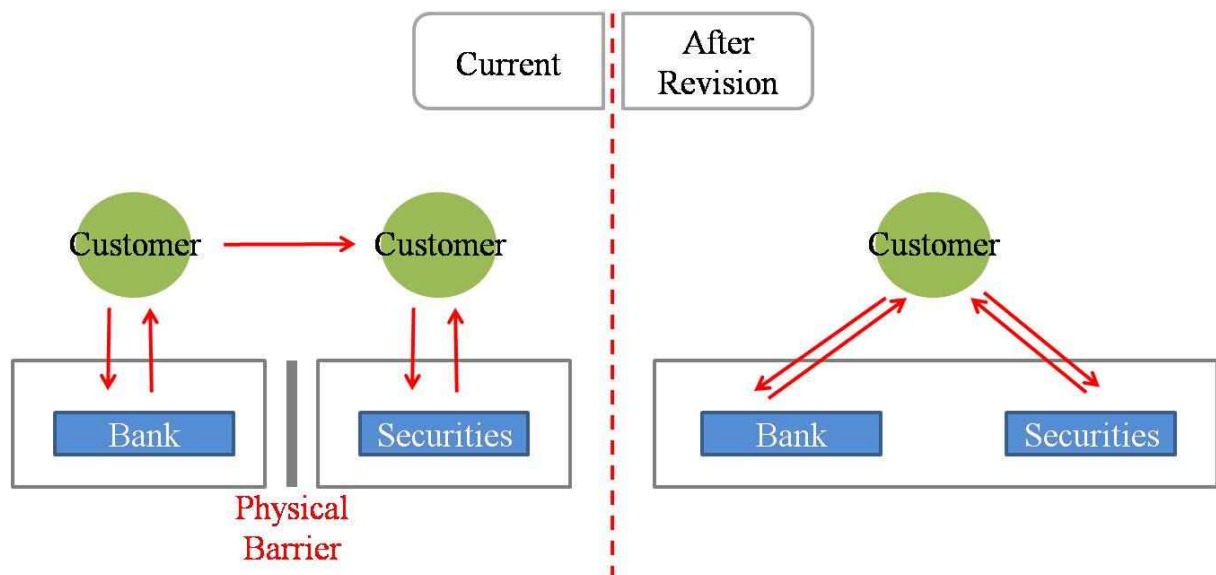 Current
After
Revision
Customer
Customer
Bank
Securities
Physical
Barrier
Customer
Bank
Securities